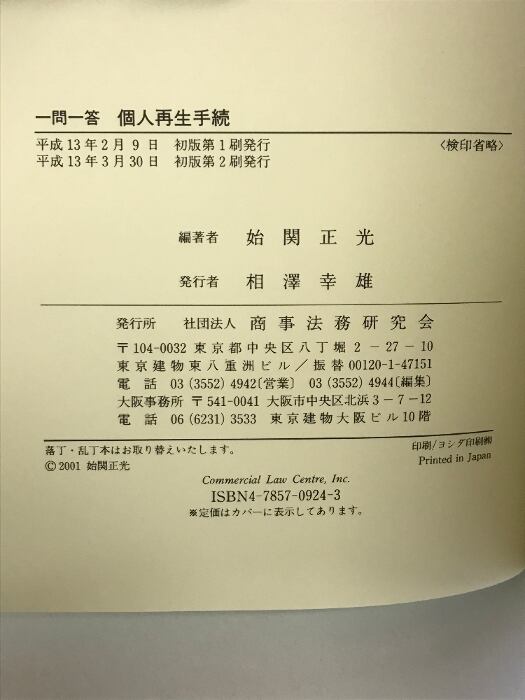 一問一答 個人再生手続
平成13年2月 9日 初版第1刷発行
平成13年3月30日 初版第2刷発行
〈検印省略〉
編著者 始関正光
発行者 相澤幸雄
発行所 社団法人 商事法務研究会
〒104-0032 東京都中央区八丁堀 2-27-10
東京建物東八重洲ビル/振替00120-1-47151
電話 03(3552)4942〔営業〕 03(3552)4944〔編集〕
大阪事務所 〒541-0041 大阪市中央区北浜3-7-12
電話 06(6231)3533 東京建物大阪ビル10階
落丁・乱丁本はお取り替えいたします。
印刷/ヨシダ印刷㈱
© 2001 始関正光
Printed in Japan
Commercial Law Centre, Inc.
ISBN4-7857-0924-3
※定価はカバーに表示してあります。